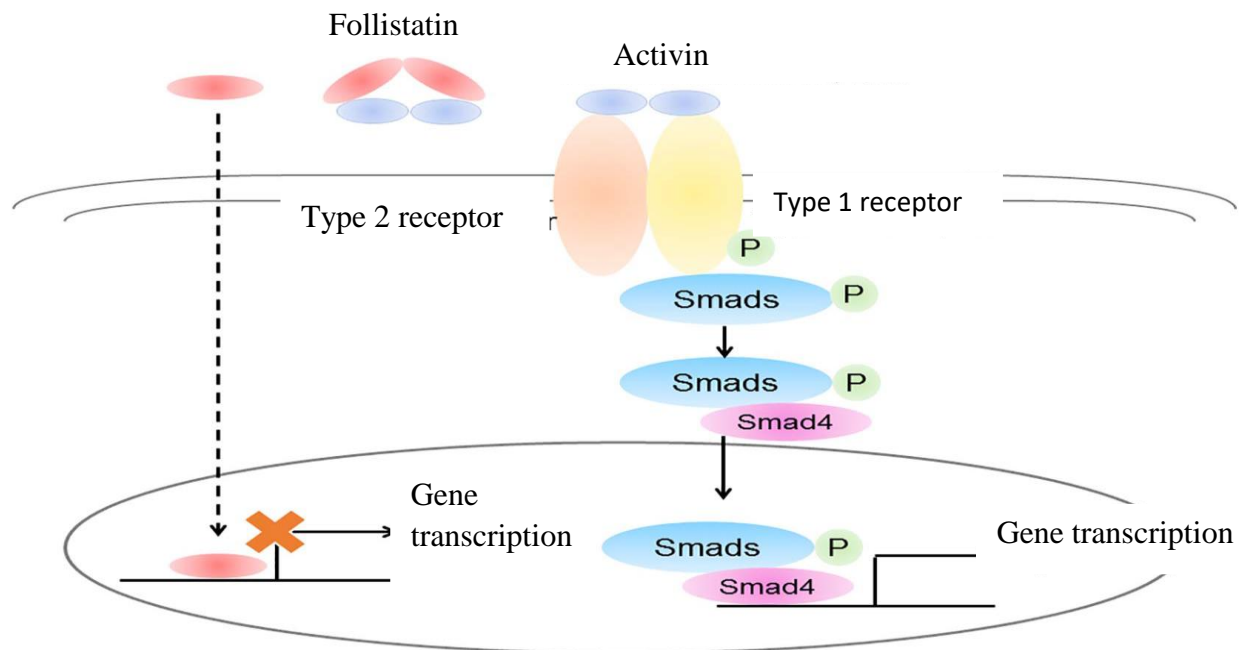 Follistatin
Activin
Type 2 receptor
Type 1 receptor
P
Smads
P
Smads
P
Smad4
Gene
transcription
Smads
P
Smad4
Gene transcription